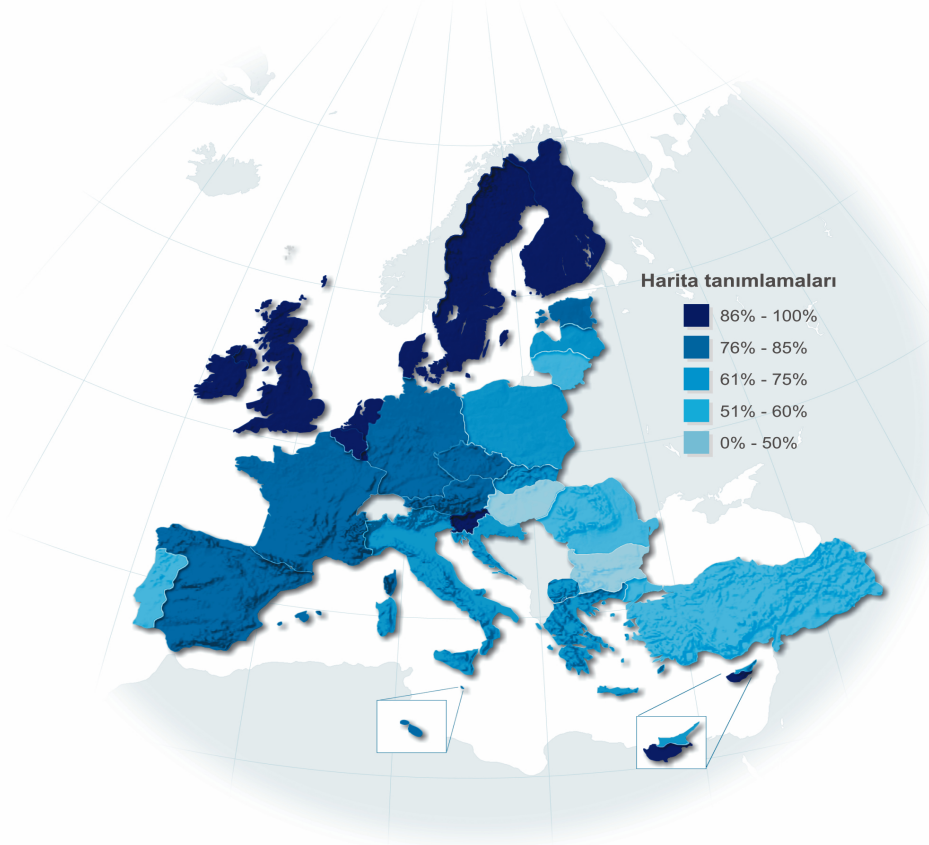 Harita tanımlamaları
86% - 100%
76% - 85%
61% - 75%
51% - 60%
0% - 50%